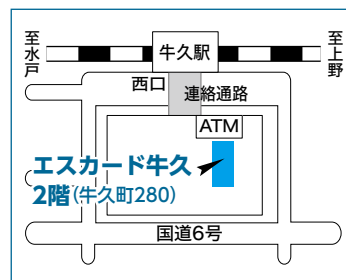 至水戸
牛久駅
至上野
西口
連絡通路
ATM
エスカード牛久
2階(牛久町280)
国道6号